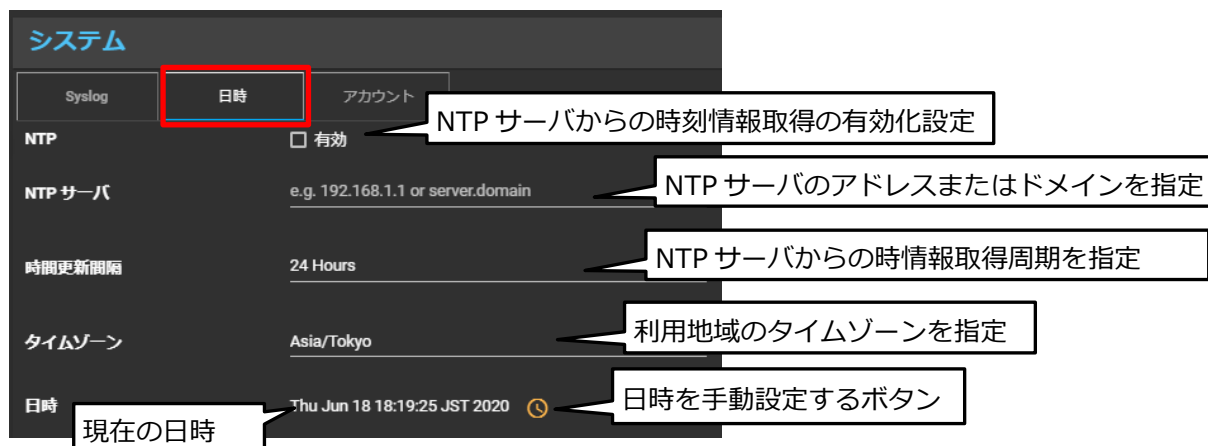 システム
Syslog 日時 アカウント
NTP サーバからの時刻情報取得の有効化設定
NTP 有効
NTP サーバ e.g. 192.168.1.1 or server.domain
NTP サーバのアドレスまたはドメインを指定
時間更新間隔 24 Hours
NTP サーバからの時情報取得周期を指定
タイムゾーン Asia/Tokyo
利用地域のタイムゾーンを指定
日時 Thu Jun 18 18:19:25 JST 2020
日時を手動設定するボタン
現在の日時